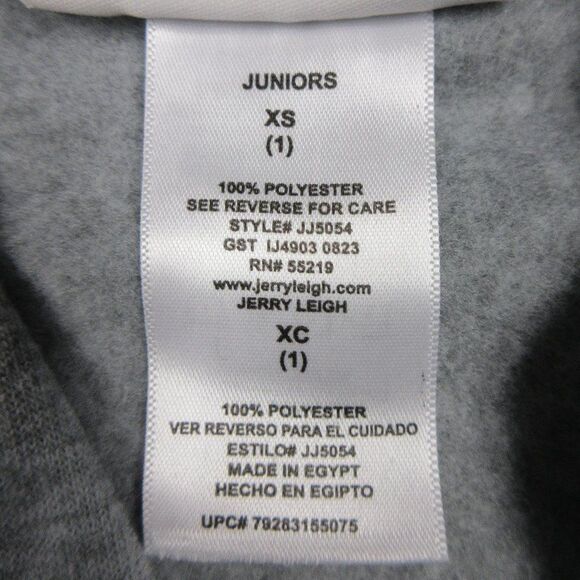 JUNIORS
XS
(1)
100% POLYESTER
SEE REVERSE FOR CARE
STYLE# JJ5054
GST IJ4903 0823
RN# 55219
www.jerryleigh.com
JERRY LEIGH
XC
(1)
100% POLYESTER
VER REVERSO PARA EL CUIDADO
ESTILO# JJ5054
MADE IN EGYPT
HECHO EN EGIPTO
UPC# 79283155075